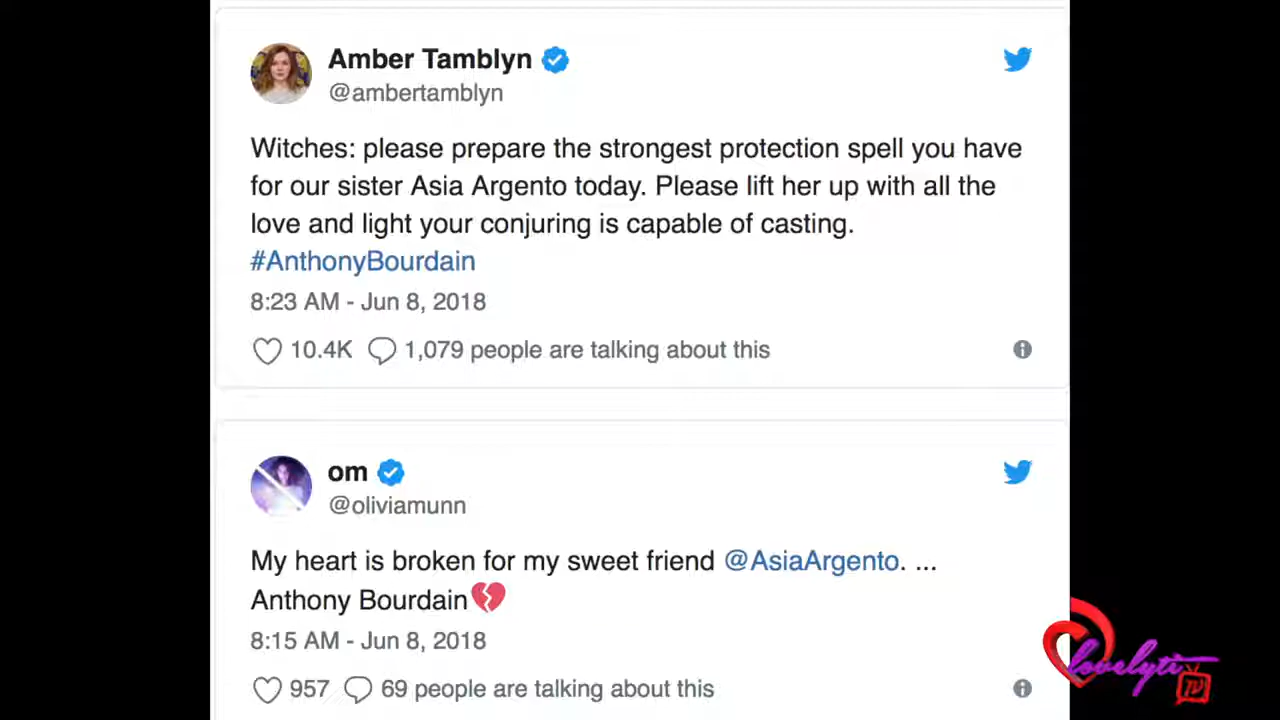 Amber Tamblyn
@ambertamblyn
Witches: please prepare the strongest protection spell you have
for our sister Asia Argento today. Please lift her up with all the
love and light your conjuring is capable of casting.
#AnthonyBourdain
8:23 AM - Jun 8, 2018
10.4K 1,079 people are talking about this
om
@oliviamunn
My heart is broken for my sweet friend @AsiaArgento. ...
Anthony Bourdain💔
8:15 AM - Jun 8, 2018
957 69 people are talking about this
lovelyti
TV